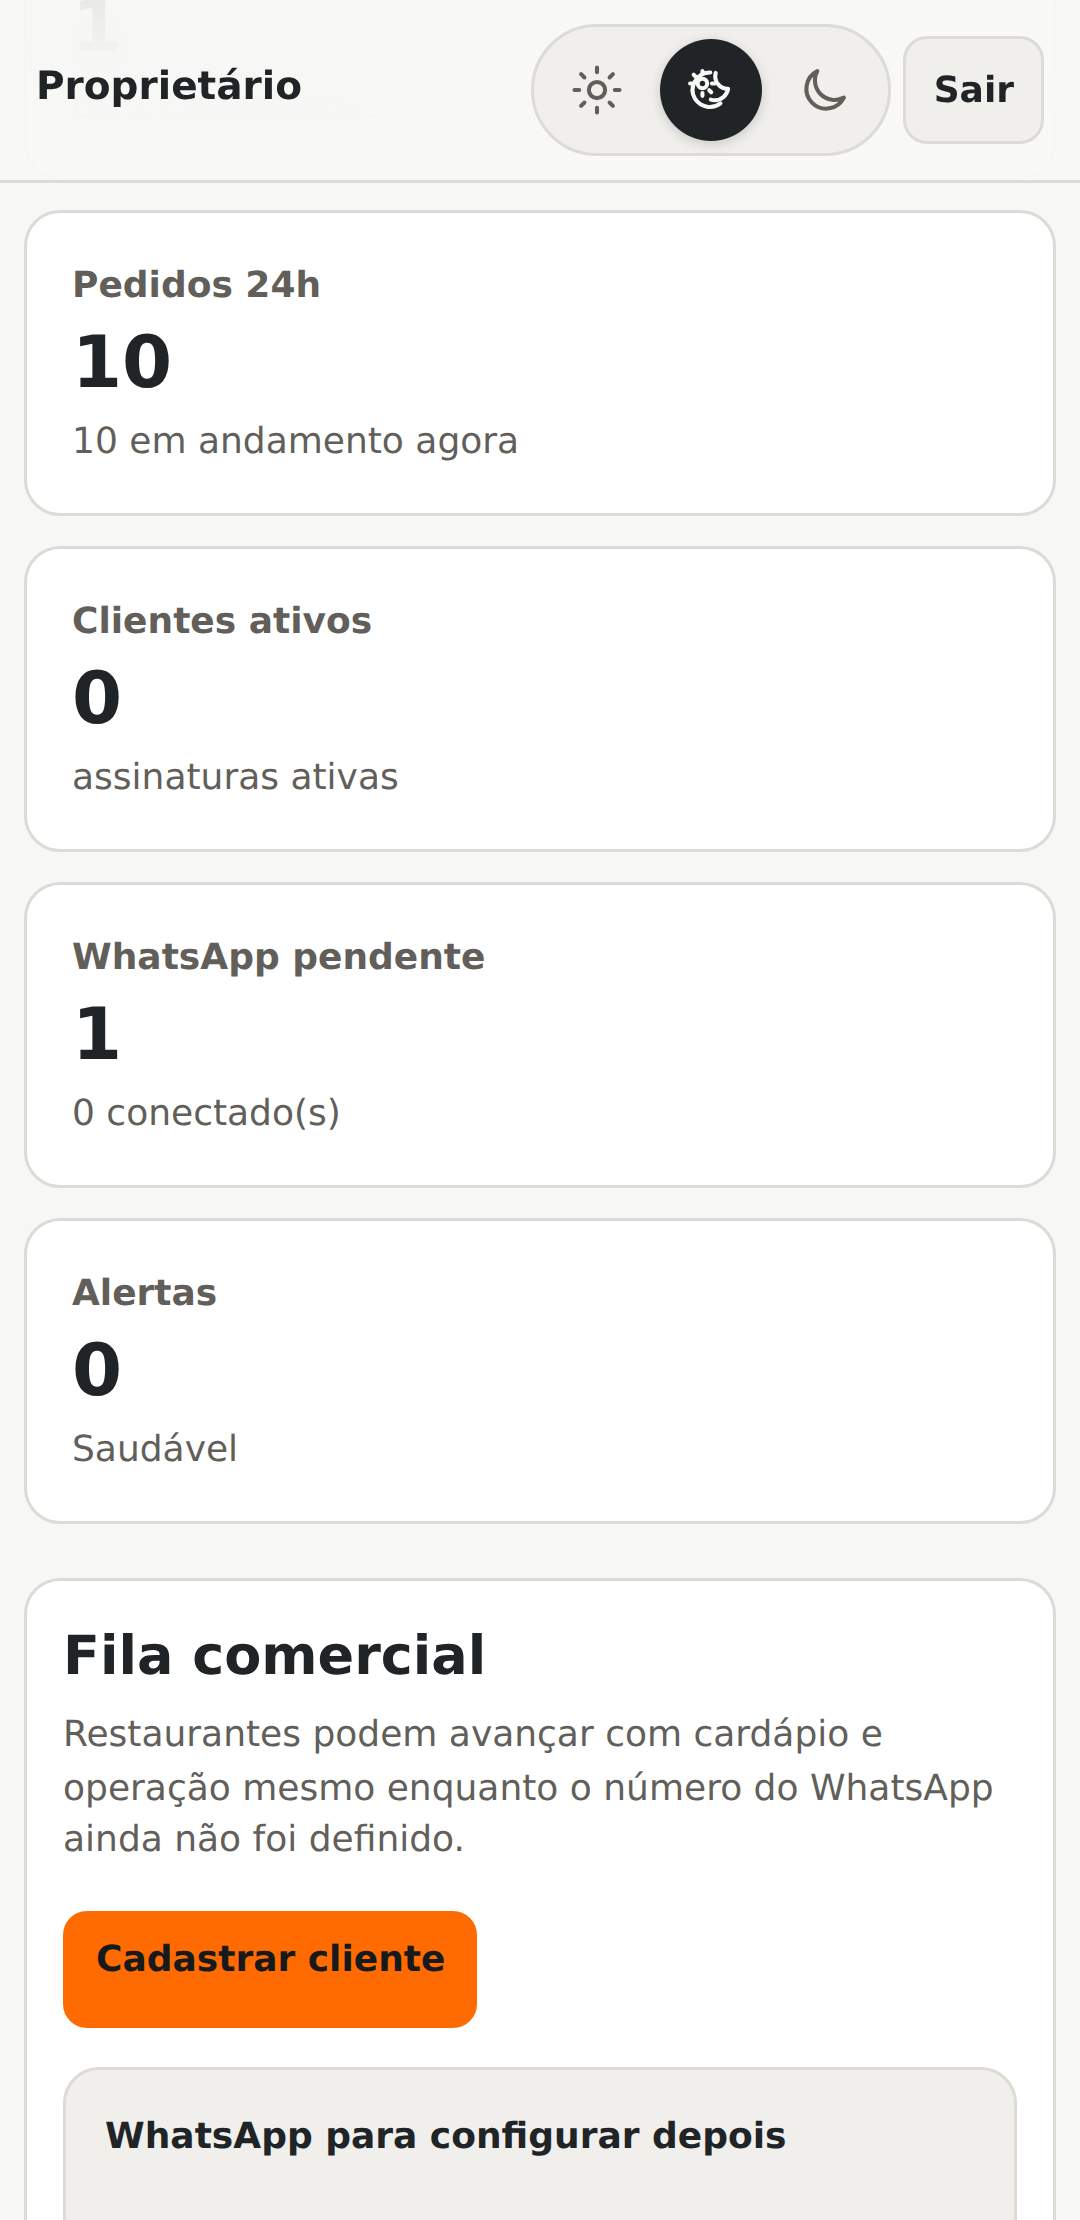 1
Proprietário
Sair
Pedidos 24h
10
10 em andamento agora
Clientes ativos
0
assinaturas ativas
WhatsApp pendente
1
0 conectado(s)
Alertas
0
Saudável
Fila comercial
Restaurantes podem avançar com cardápio e
operação mesmo enquanto o número do WhatsApp
ainda não foi definido.
Cadastrar cliente
WhatsApp para configurar depois